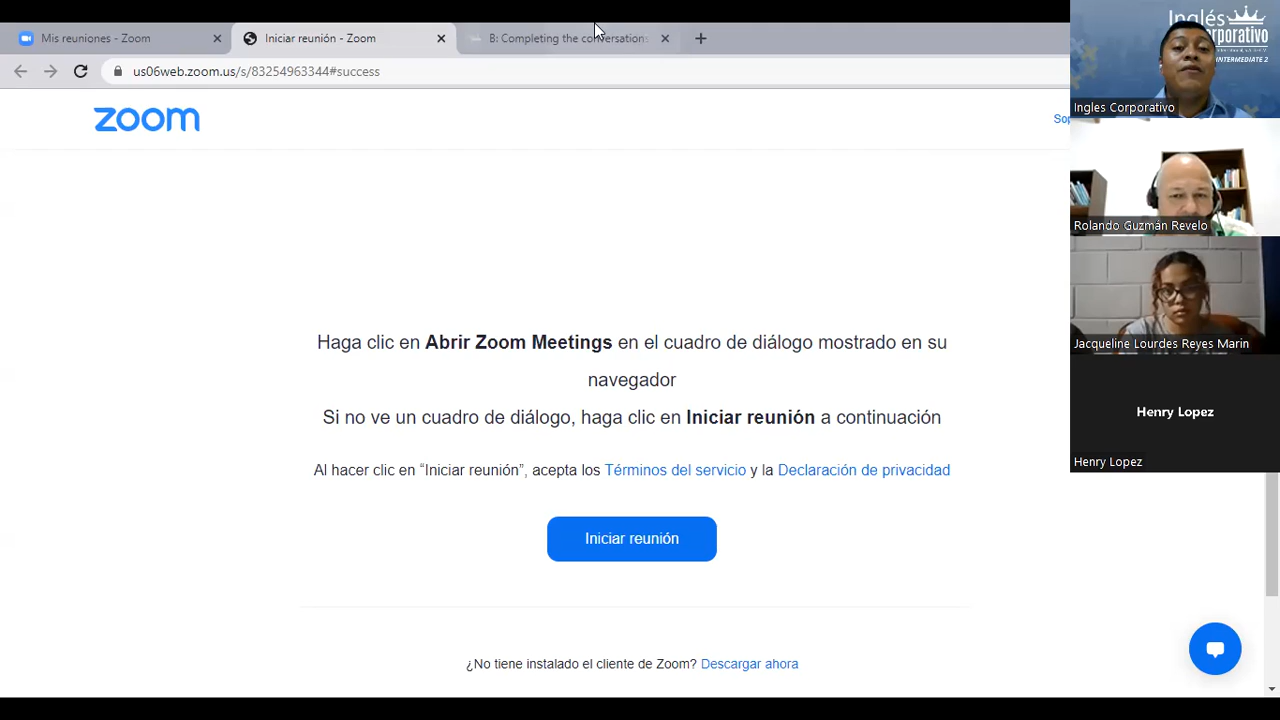 Mis reuniones - Zoom
Iniciar reunión - Zoom
B: Completing the conversations
us06web.zoom.us/s/83254963344#success
zoom
Haga clic en Abrir Zoom Meetings en el cuadro de diálogo mostrado en su
navegador
Si no ve un cuadro de diálogo, haga clic en Iniciar reunión a continuación
Al hacer clic en “Iniciar reunión”, acepta los Términos del servicio y la Declaración de privacidad
Iniciar reunión
¿No tiene instalado el cliente de Zoom? Descargar ahora
Inglés
INTERMEDIATE 2
Ingles Corporativo
Rolando Guzmán Revelo
Jacqueline Lourdes Reyes Marin
Henry Lopez
Henry Lopez